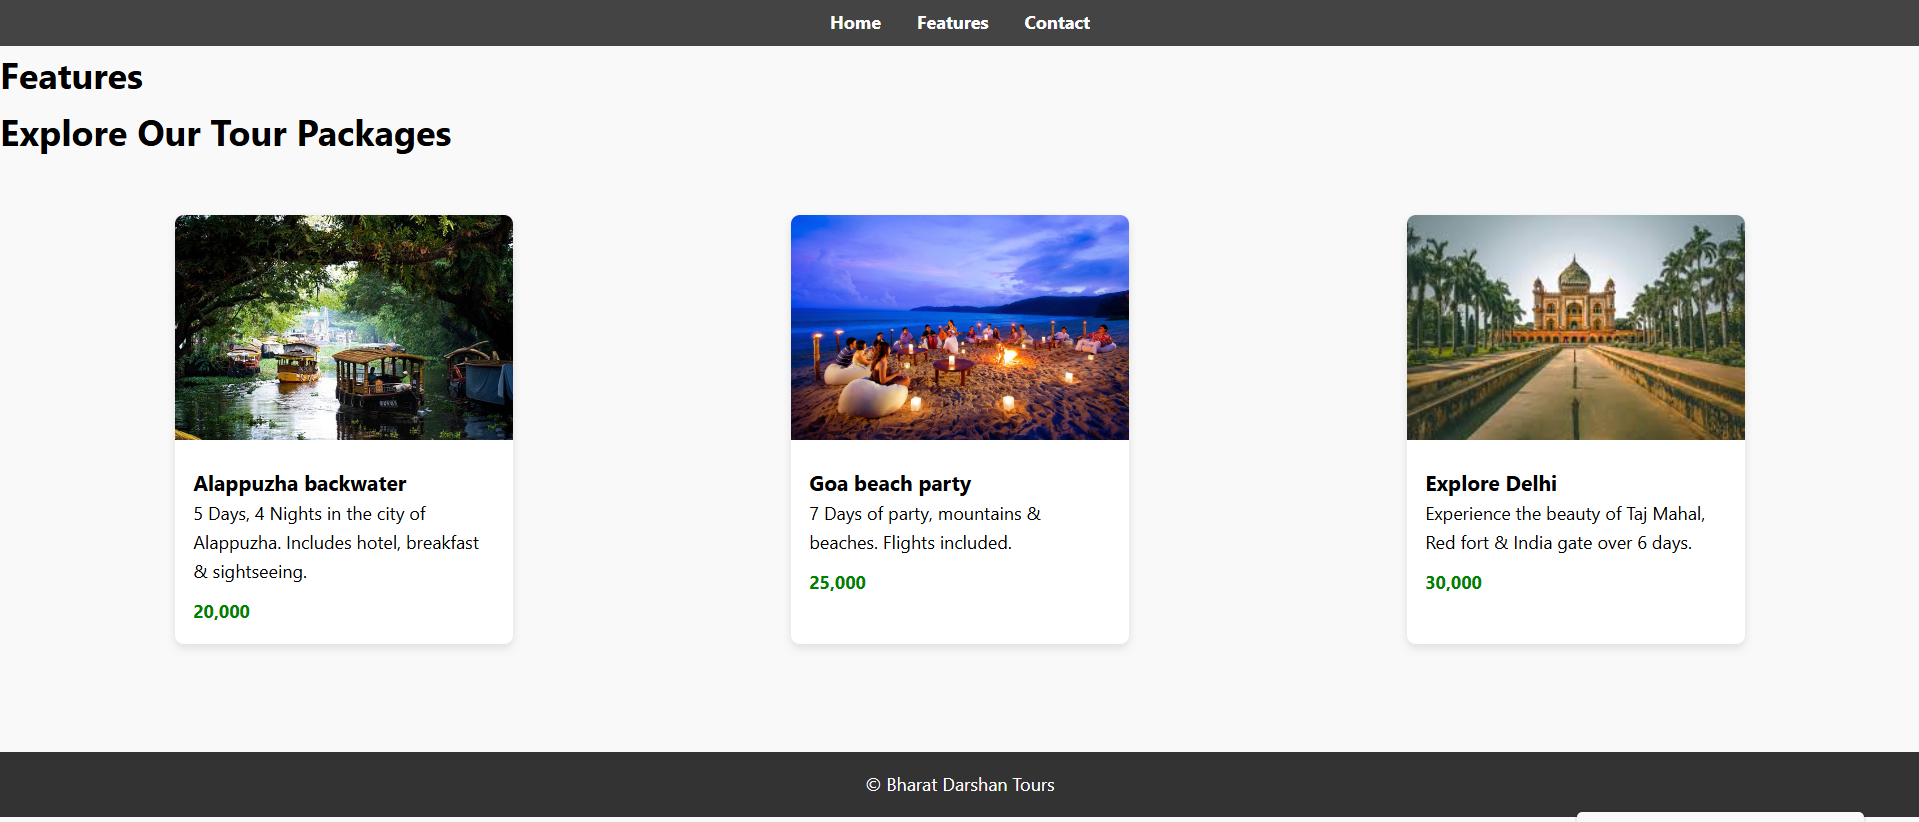 Home Features Contact
Features
Explore Our Tour Packages
Alappuzha backwater
5 Days, 4 Nights in the city of
Alappuzha. Includes hotel, breakfast
& sightseeing.
20,000
Goa beach party
7 Days of party, mountains &
beaches. Flights included.
25,000
Explore Delhi
Experience the beauty of Taj Mahal,
Red fort & India gate over 6 days.
30,000
© Bharat Darshan Tours